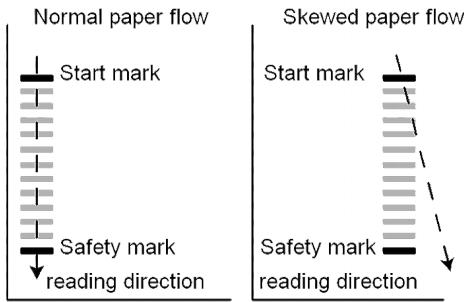 Normal paper flow
Start mark
Safety mark
reading direction
Skewed paper flow
Start mark
Safety mark
reading direction